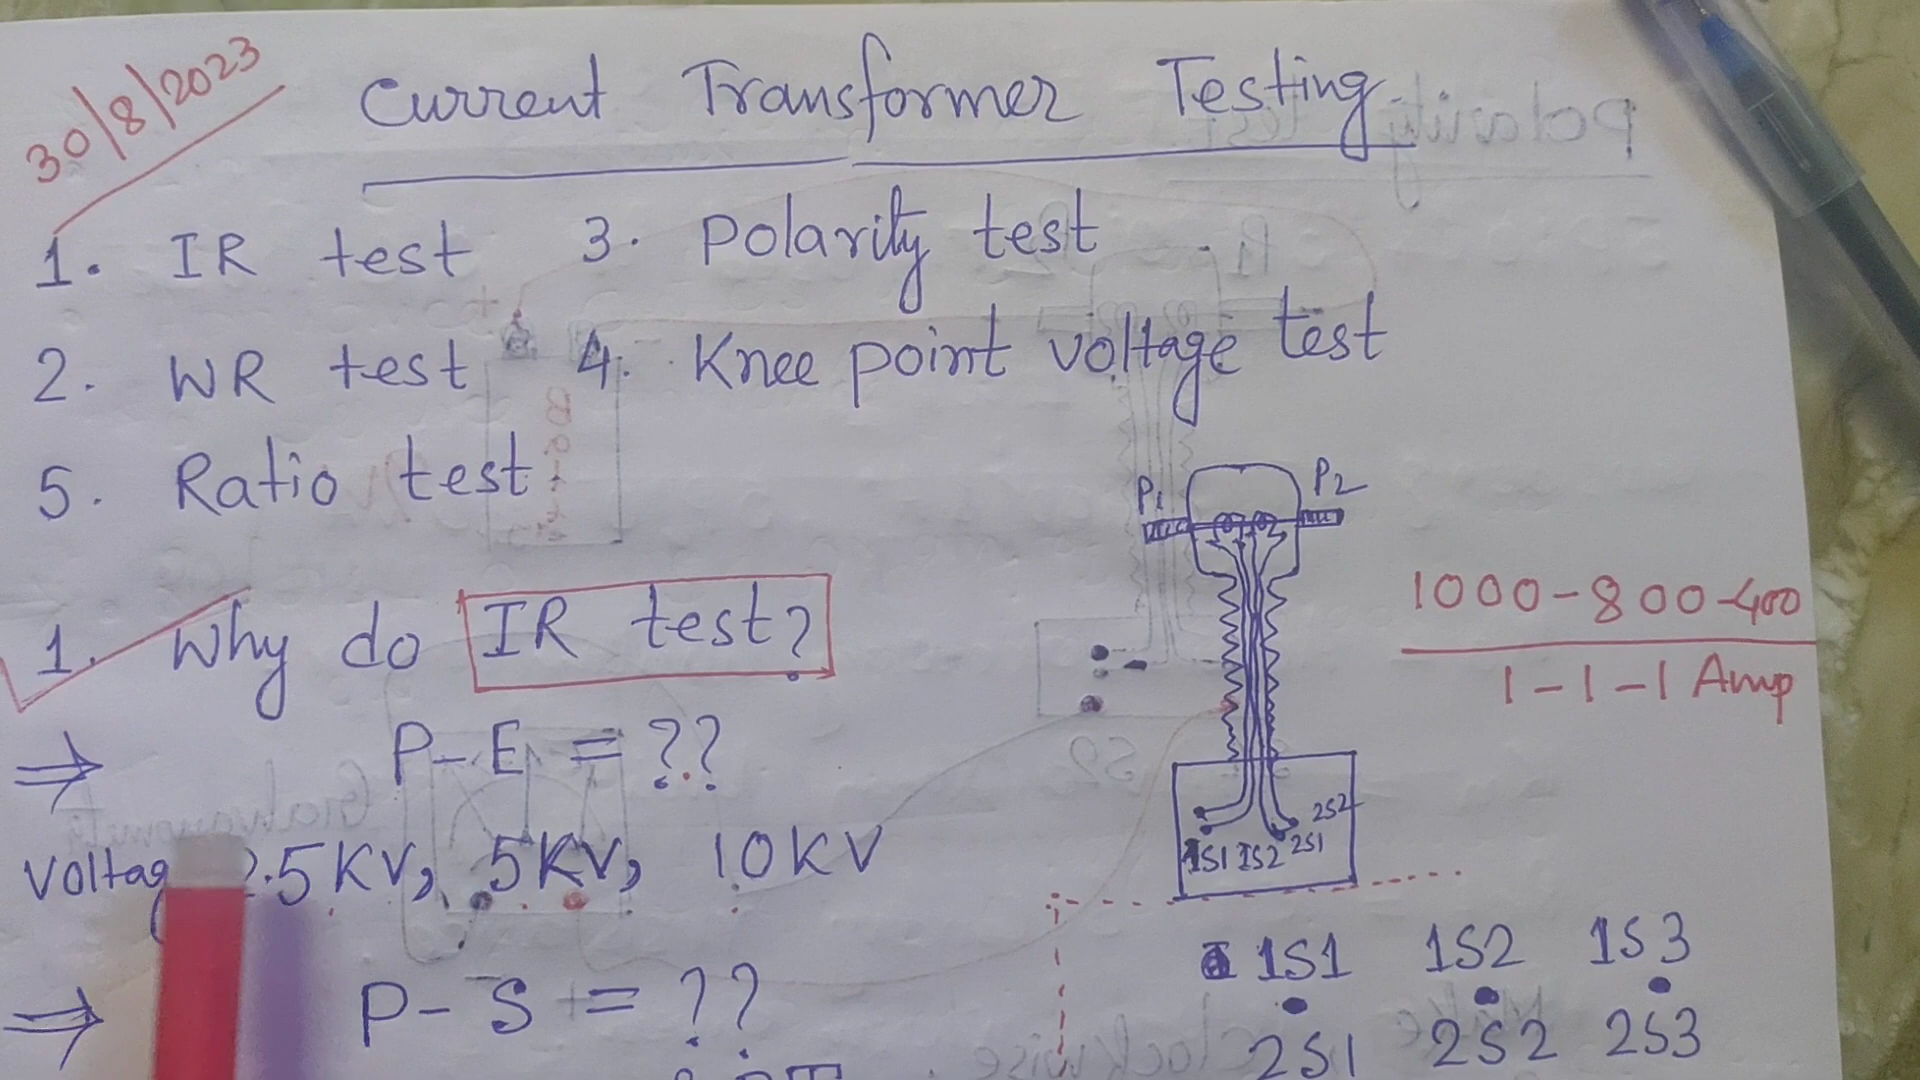 30/8/2023
Current Transformer Testing
1. IR test
3. Polarity test
2. WR test
4. Knee point voltage test
5. Ratio test
P1 P2
1000-800-400
1-1-1 Amp
1. Why do IR test?
⇒ P-E = ??
2S2
1S1 1S2 2S1
2.5KV, 5KV, 10KV
1S1 1S2 1S3
⇒ P-S = ??
2S1 2S2 2S3